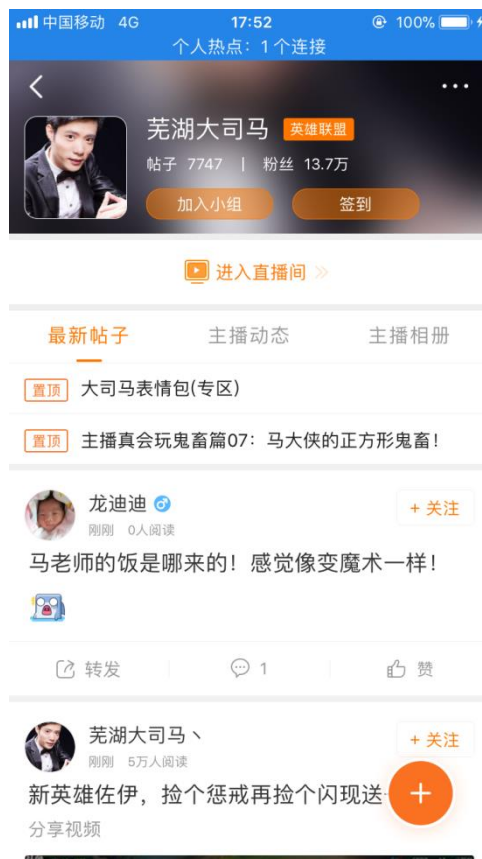 中国移动 4G 17:52 100%
个人热点：1个连接
芜湖大司马 英雄联盟
帖子 7747 | 粉丝 13.7万
加入小组 签到
进入直播间
最新帖子 主播动态 主播相册
置顶 大司马表情包(专区)
置顶 主播真会玩鬼畜篇07：马大侠的正方形鬼畜！
龙迪迪 + 关注
刚刚 0人阅读
马老师的饭是哪来的！感觉像变魔术一样！
转发 1 赞
芜湖大司马丶 + 关注
刚刚 5万人阅读
新英雄佐伊，捡个惩戒再捡个闪现送
分享视频